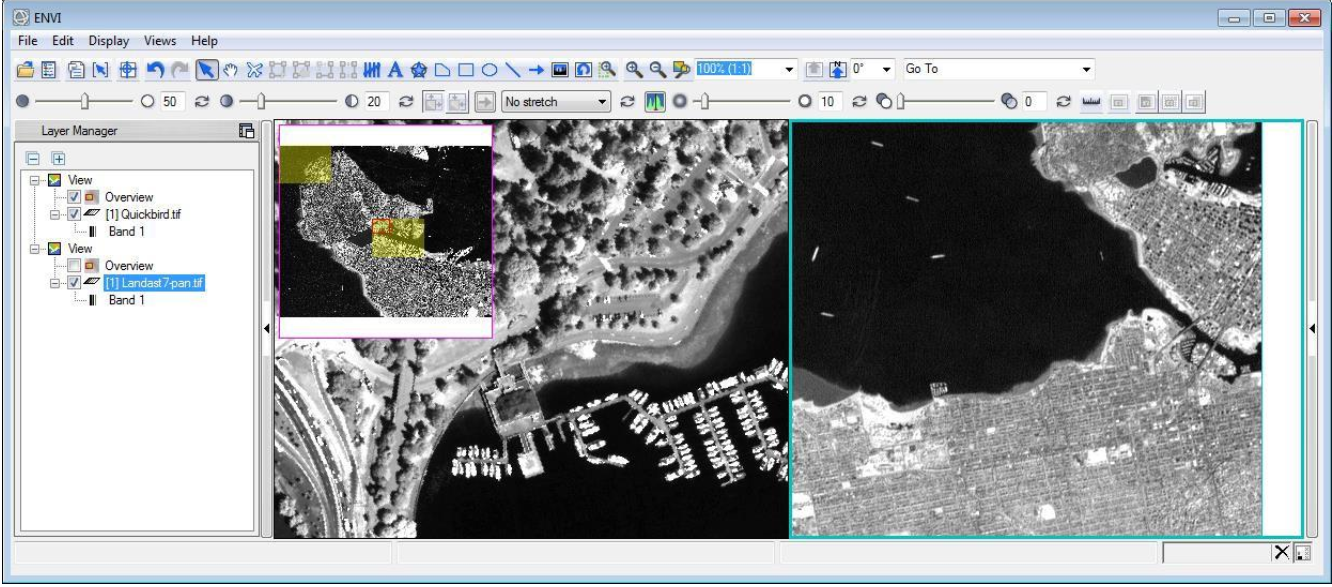 ENVI
File Edit Display Views Help
100% (1:1) 0° Go To
50 20 No stretch 10 0
Layer Manager
View
Overview
[1] Quickbird.tif
Band 1
View
Overview
[1] Landast7-pan.tif
Band 1